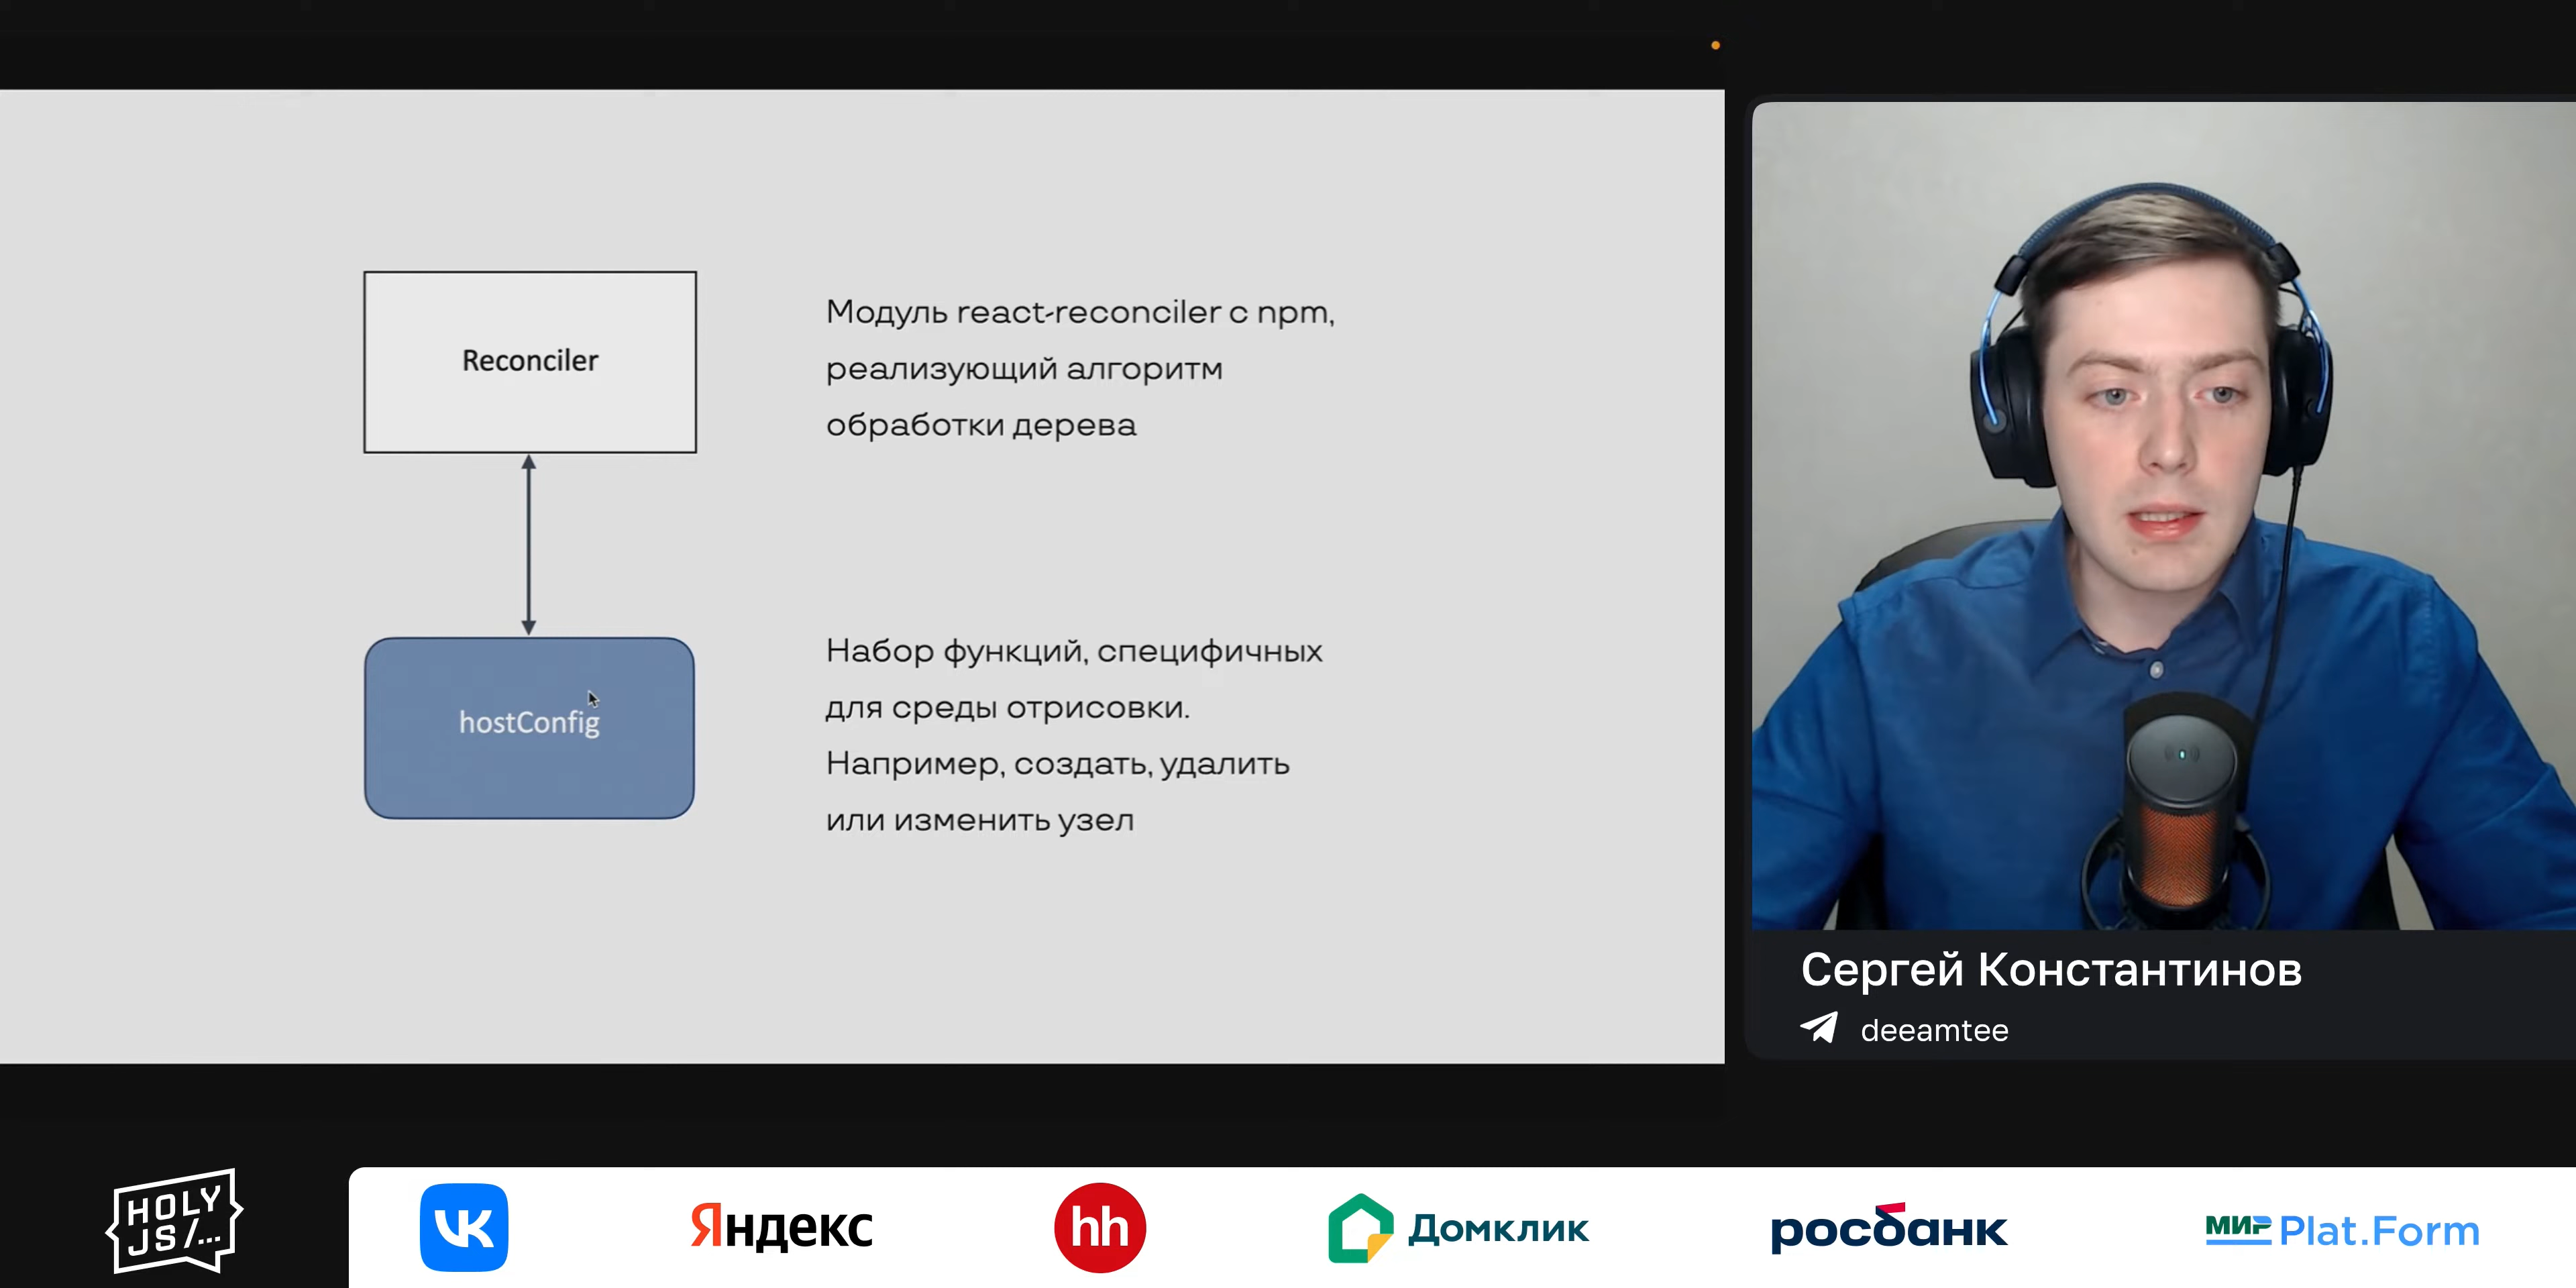 Reconciler
Модуль react-reconciler с npm,
реализующий алгоритм
обработки дерева
hostConfig
Набор функций, специфичных
для среды отрисовки.
Например, создать, удалить
или изменить узел
Сергей Константинов
deeamtee
HOLY
JS/...
VK
Яндекс
hh
Домклик
росбанк
МИР Plat.Form